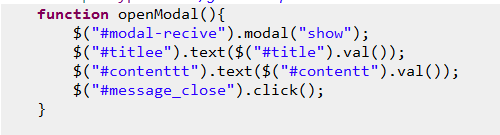 function openModal(){
$("#modal-recive").modal("show");
$("#titlee").text($("#title").val());
$("#contenttt").text($("#contentt").val());
$("#message_close").click();
}